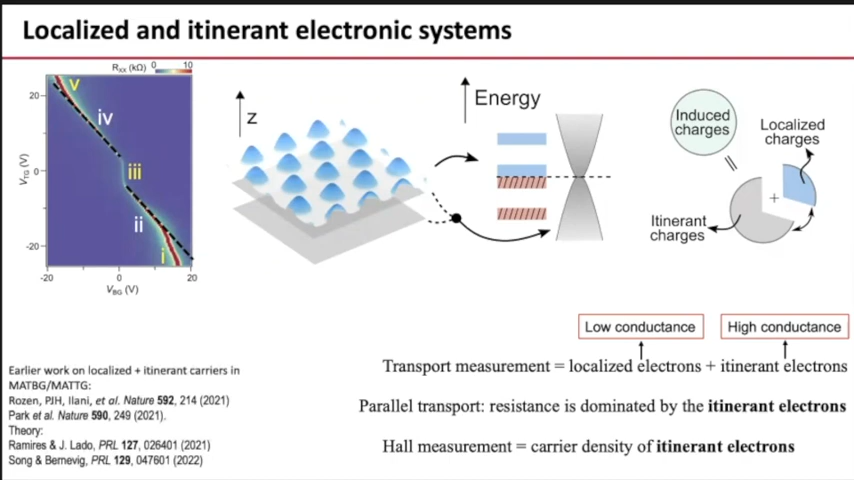 Localized and itinerant electronic systems
Rxx (kΩ) 0 10
20
0
-20
VTG (V)
-20 0 20
VBG (V)
v
iv
iii
ii
i
z
Energy
Induced charges
Localized charges
+
Itinerant charges
Low conductance
High conductance
Transport measurement = localized electrons + itinerant electrons
Parallel transport: resistance is dominated by the itinerant electrons
Hall measurement = carrier density of itinerant electrons
Earlier work on localized + itinerant carriers in
MATBG/MATTG:
Rozen, PJH, Ilani, et al. Nature 592, 214 (2021)
Park et al. Nature 590, 249 (2021).
Theory:
Ramires & J. Lado, PRL 127, 026401 (2021)
Song & Bernevig, PRL 129, 047601 (2022)